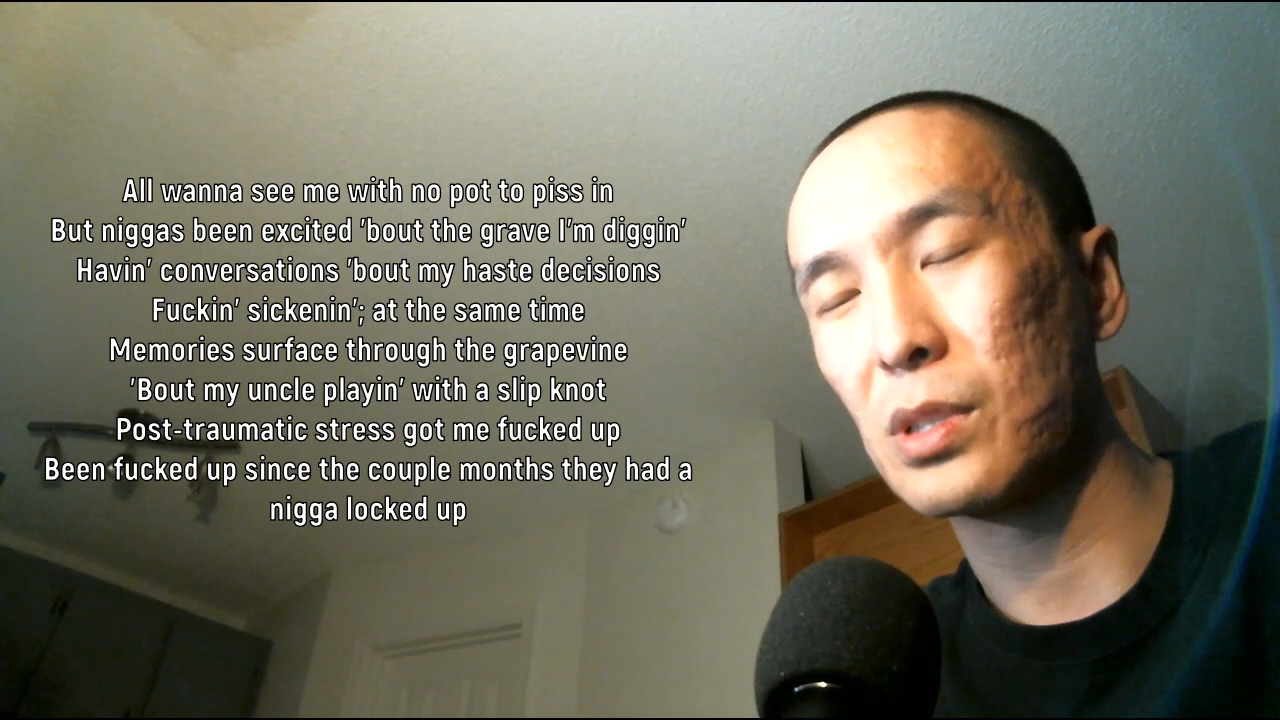 All wanna see me with no pot to piss in
But niggas been excited ’bout the grave I’m diggin’
Havin’ conversations ’bout my haste decisions
Fuckin’ sickenin’; at the same time
Memories surface through the grapevine
’Bout my uncle playin’ with a slip knot
Post-traumatic stress got me fucked up
Been fucked up since the couple months they had a
nigga locked up